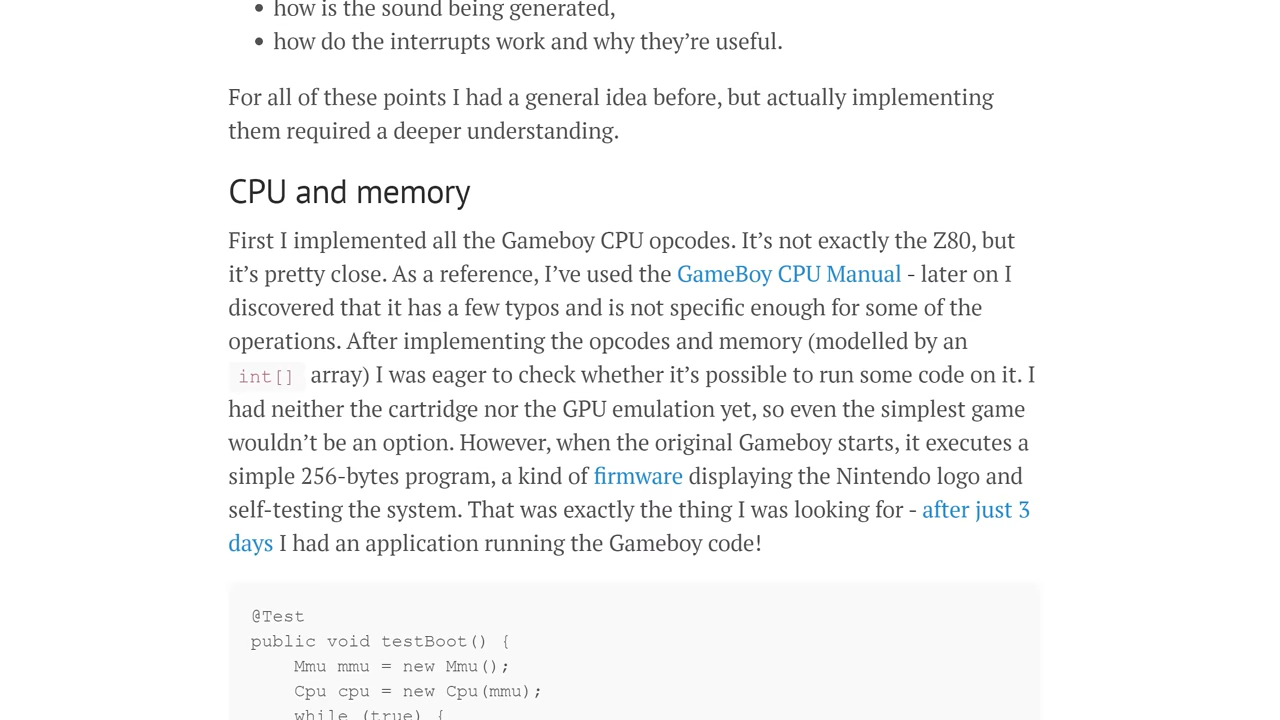 • how is the sound being generated,
• how do the interrupts work and why they’re useful.
For all of these points I had a general idea before, but actually implementing
them required a deeper understanding.
CPU and memory
First I implemented all the Gameboy CPU opcodes. It’s not exactly the Z80, but
it’s pretty close. As a reference, I’ve used the GameBoy CPU Manual - later on I
discovered that it has a few typos and is not specific enough for some of the
operations. After implementing the opcodes and memory (modelled by an
int[] array) I was eager to check whether it’s possible to run some code on it. I
had neither the cartridge nor the GPU emulation yet, so even the simplest game
wouldn’t be an option. However, when the original Gameboy starts, it executes a
simple 256-bytes program, a kind of firmware displaying the Nintendo logo and
self-testing the system. That was exactly the thing I was looking for - after just 3
days I had an application running the Gameboy code!
@Test
public void testBoot() {
    Mmu mmu = new Mmu();
    Cpu cpu = new Cpu(mmu);
    while (true) {